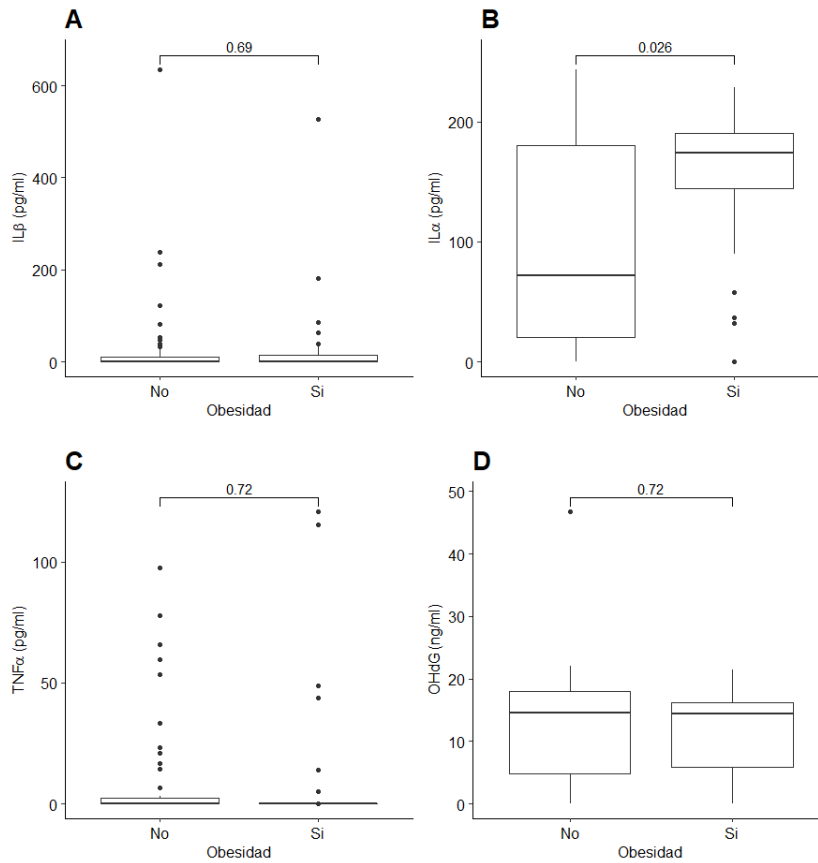 A
0.69
600
400
200
0
ILβ (pg/ml)
No
Si
Obesidad
B
0.026
200
100
0
ILα (pg/ml)
No
Si
Obesidad
C
0.72
100
50
0
TNFα (pg/ml)
No
Si
Obesidad
D
0.72
50
40
30
20
10
0
OHdG (ng/ml)
No
Si
Obesidad